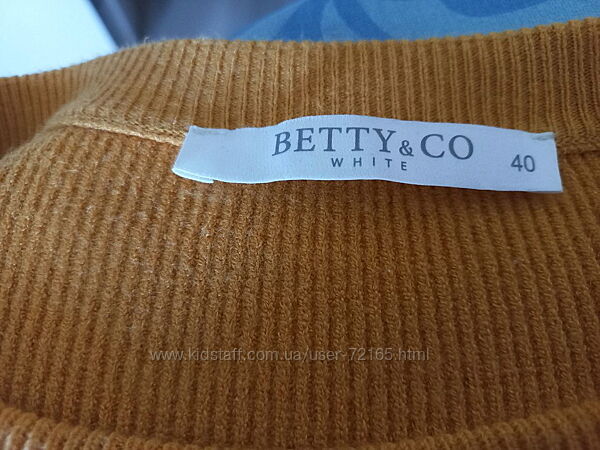 BETTY & CO
WHITE
40
www.kidstaff.com.ua/user-72165.html